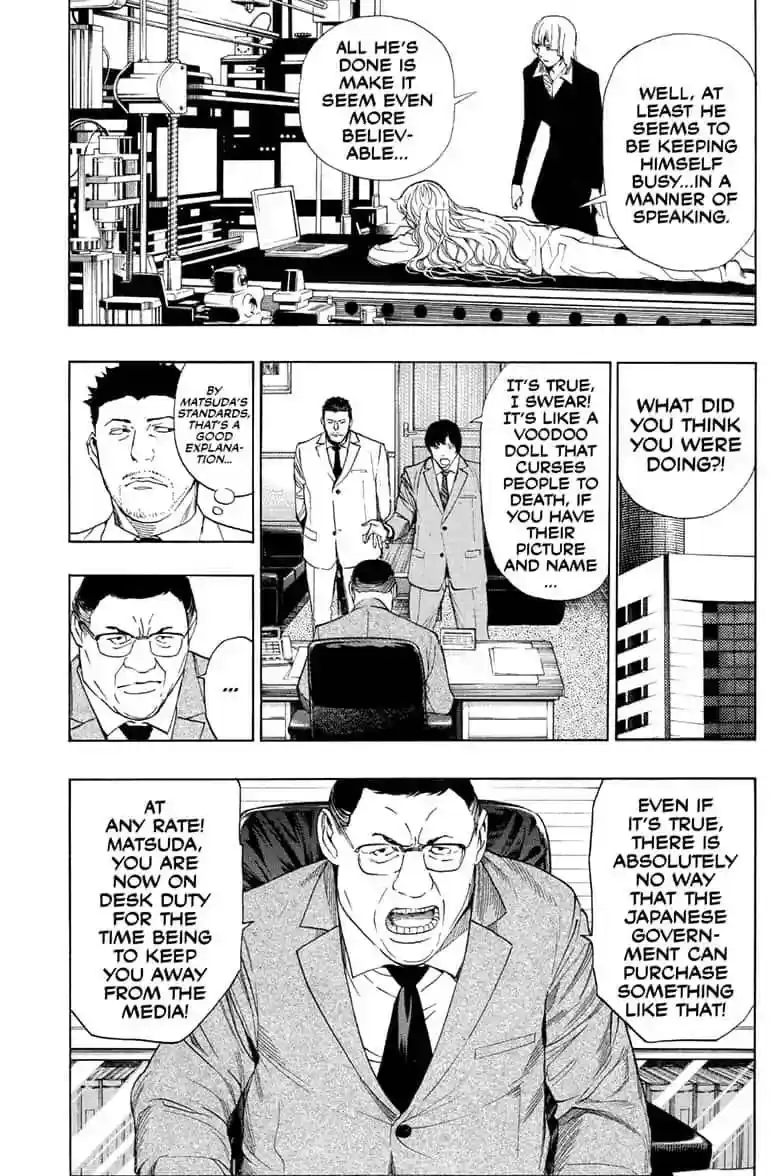 WELL, AT
LEAST HE
SEEMS TO
BE KEEPING
HIMSELF
BUSY...IN A
MANNER OF
SPEAKING.
ALL HE'S
DONE IS
MAKE IT
SEEM EVEN
MORE
BELIEV-
ABLE...
WHAT DID
YOU THINK
YOU WERE
DOING?!
IT'S TRUE,
I SWEAR!
IT'S LIKE A
VOODOO
DOLL THAT
CURSES
PEOPLE TO
DEATH, IF
YOU HAVE
THEIR
PICTURE
AND NAME
...
BY
MATSUDA'S
STANDARDS,
THAT'S A
GOOD
EXPLANA-
TION...
...
EVEN IF
IT'S TRUE,
THERE IS
ABSOLUTELY
NO WAY
THAT THE
JAPANESE
GOVERN-
MENT CAN
PURCHASE
SOMETHING
LIKE THAT!
AT
ANY RATE!
MATSUDA,
YOU ARE
NOW ON
DESK DUTY
FOR THE
TIME BEING
TO KEEP
YOU AWAY
FROM THE
MEDIA!